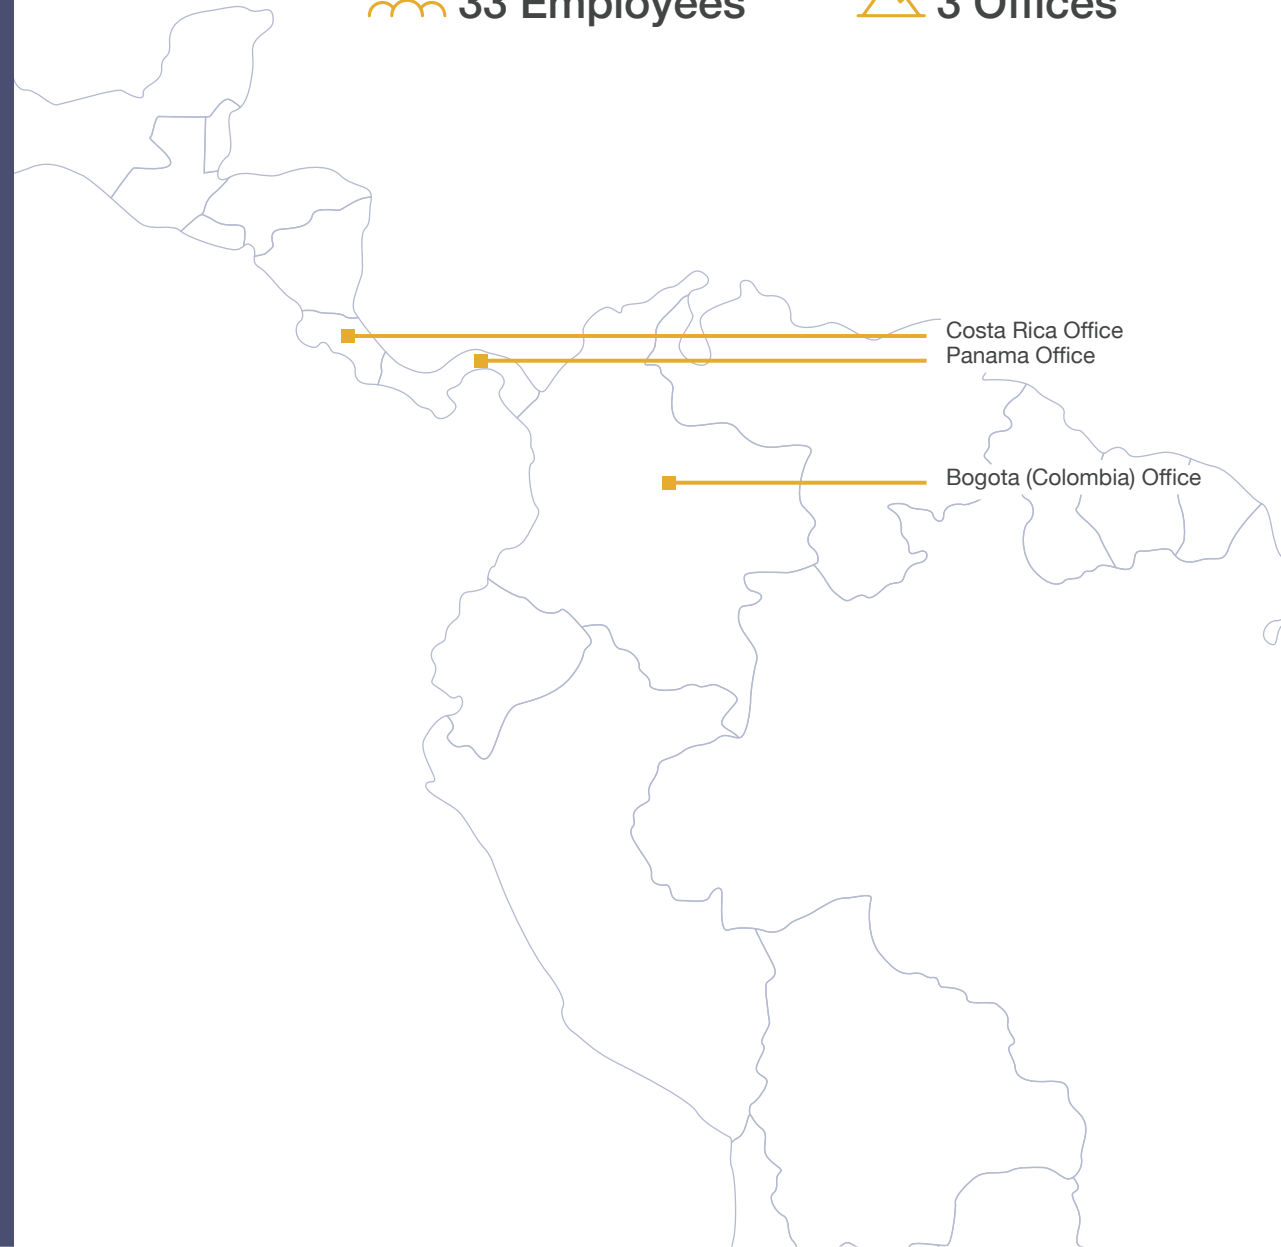 33 Employees
3 Offices
Costa Rica Office
Panama Office
Bogota (Colombia) Office